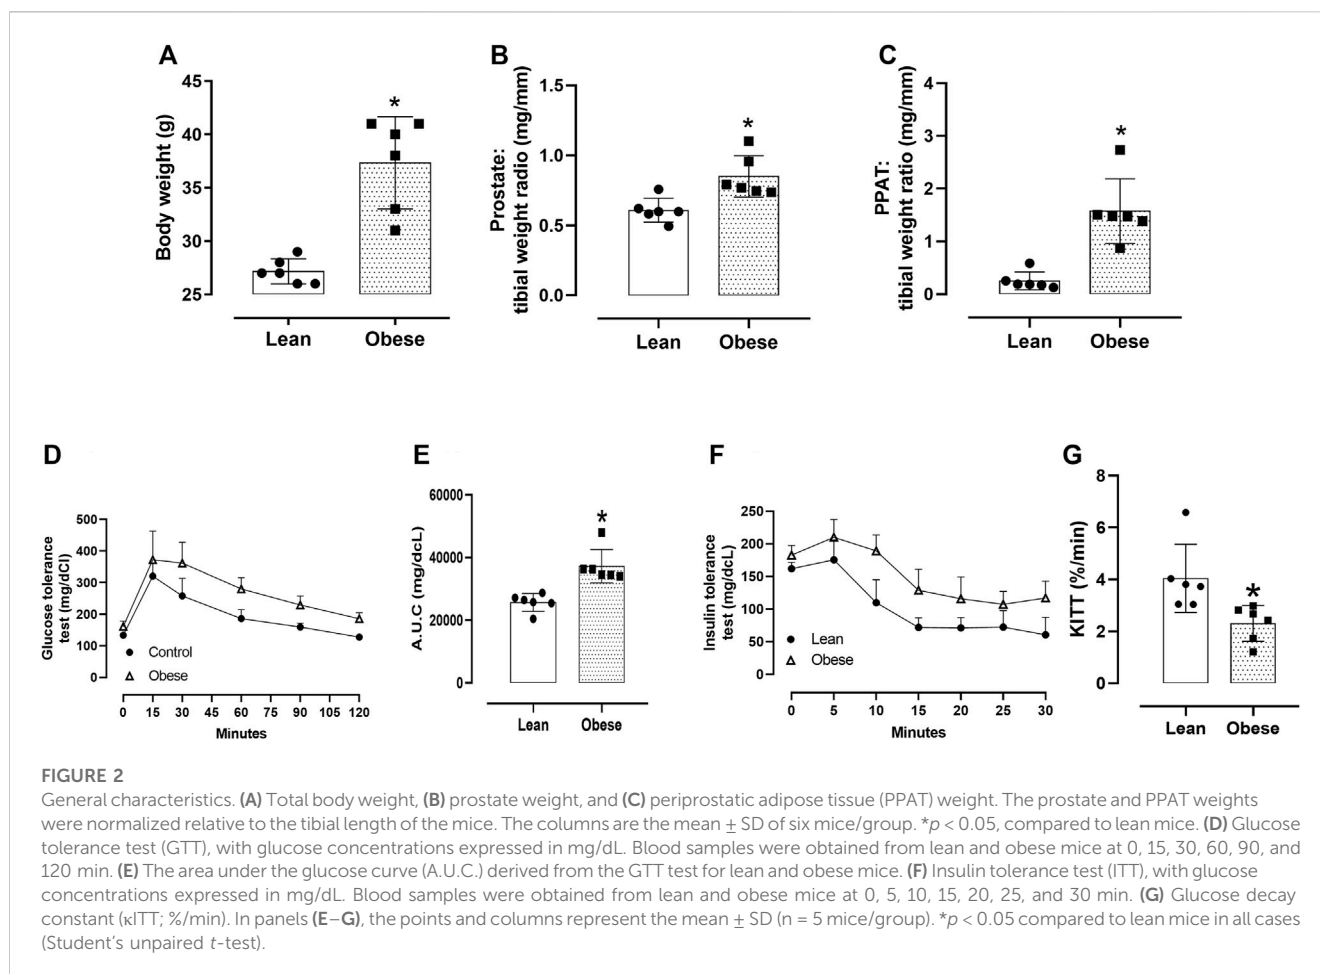 A
Body weight (g)
45
40
35
30
25
*
Lean
Obese
B
Prostate:
tibial weight radio (mg/mm)
1.5
1.0
0.5
0.0
*
Lean
Obese
C
PPAT:
tibial weight ratio (mg/mm)
4
3
2
1
0
*
Lean
Obese
D
Glucose tolerance
test (mg/dCl)
500
400
300
200
100
0
Control
Obese
0 15 30 45 60 75 90 105 120
Minutes
E
A.U.C (mg/dcL)
60000
40000
20000
0
*
Lean
Obese
F
Insulin tolerance
test (mg/dcL)
250
200
150
100
50
0
Lean
Obese
0 5 10 15 20 25 30
Minutes
G
KITT (%/min)
8
6
4
2
0
*
Lean
Obese
FIGURE 2
General characteristics. (A) Total body weight, (B) prostate weight, and (C) periprostatic adipose tissue (PPAT) weight. The prostate and PPAT weights
were normalized relative to the tibial length of the mice. The columns are the mean ± SD of six mice/group. *p < 0.05, compared to lean mice. (D) Glucose
tolerance test (GTT), with glucose concentrations expressed in mg/dL. Blood samples were obtained from lean and obese mice at 0, 15, 30, 60, 90, and
120 min. (E) The area under the glucose curve (A.U.C.) derived from the GTT test for lean and obese mice. (F) Insulin tolerance test (ITT), with glucose
concentrations expressed in mg/dL. Blood samples were obtained from lean and obese mice at 0, 5, 10, 15, 20, 25, and 30 min. (G) Glucose decay
constant (κITT; %/min). In panels (E–G), the points and columns represent the mean ± SD (n = 5 mice/group). *p < 0.05 compared to lean mice in all cases
(Student's unpaired t-test).